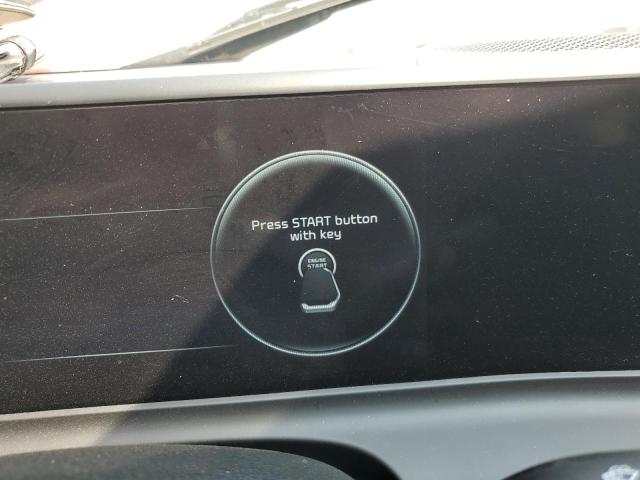 Press START button
with key
ENGINE
START